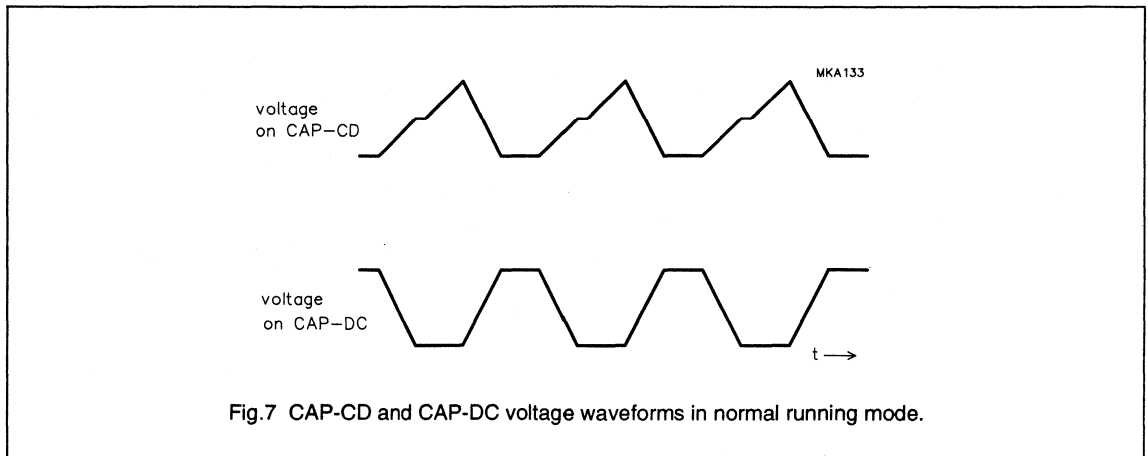 MKA133
voltage
on CAP-CD
voltage
on CAP-DC
t
Fig.7 CAP-CD and CAP-DC voltage waveforms in normal running mode.